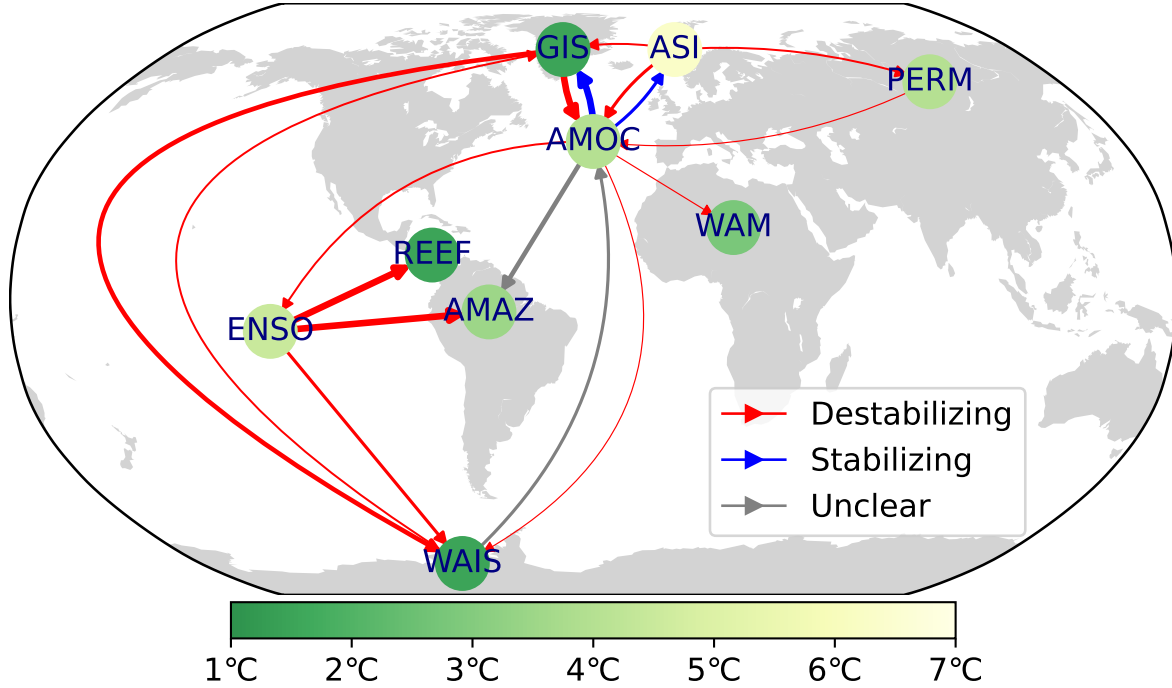 GIS
ASI
PERM
AMOC
WAM
REEF
AMAZ
ENSO
Destabilizing
Stabilizing
Unclear
WAIS
1°C 2°C 3°C 4°C 5°C 6°C 7°C